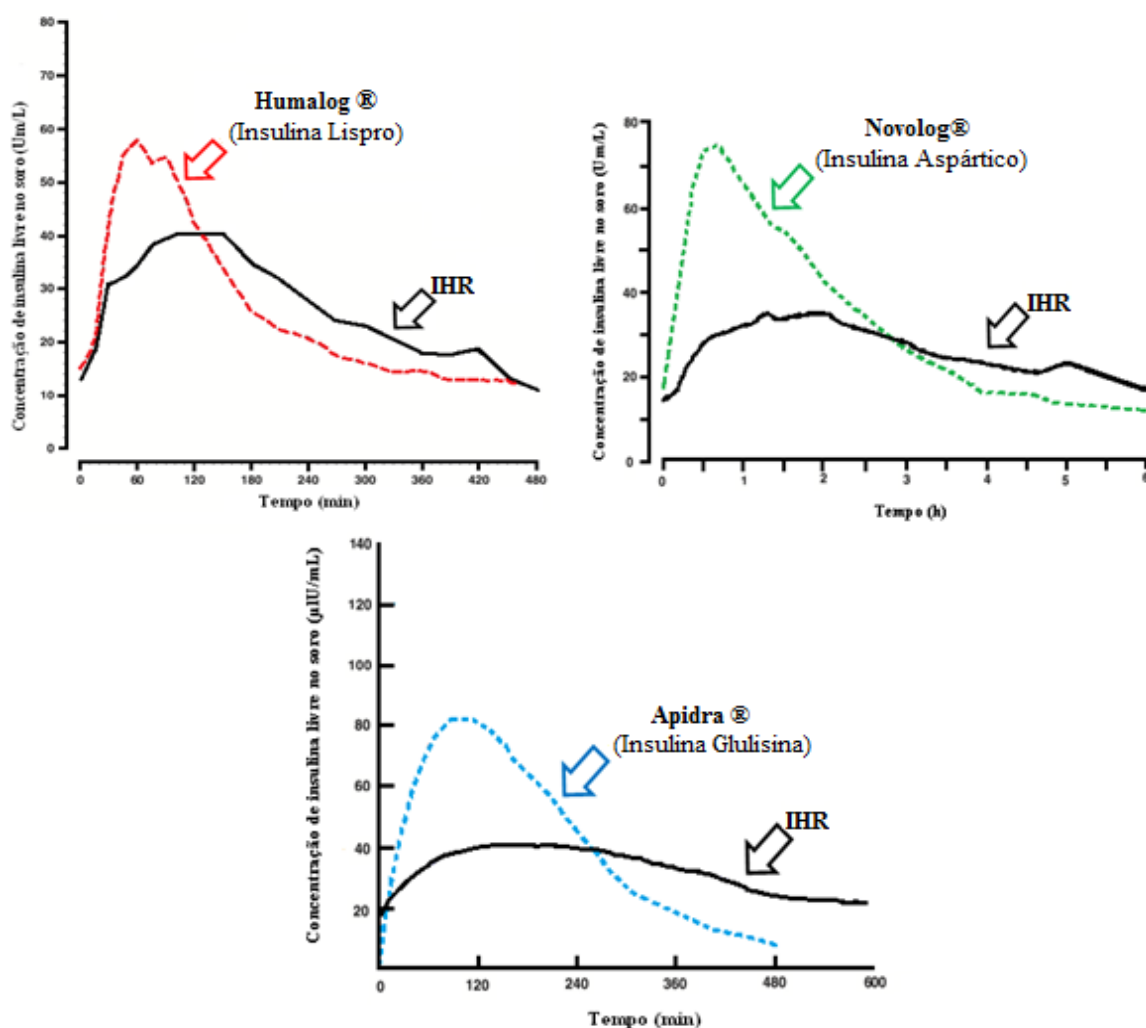 Concentração de insulina livre no soro (Um/L)
80
70
60
50
40
30
20
10
0
Humalog ®
(Insulina Lispro)
IHR
0 60 120 180 240 300 360 420 480
Tempo (min)
Concentração de insulina livre no soro (Um/L)
80
75
40
20
0
Novolog®
(Insulina Aspártico)
IHR
0 1 2 3 4 5 6
Tempo (h)
Concentração de insulina livre no soro (µIU/mL)
140
120
100
80
60
40
20
Apidra ®
(Insulina Glulisina)
IHR
0 120 240 360 480 600
Tempo (min)